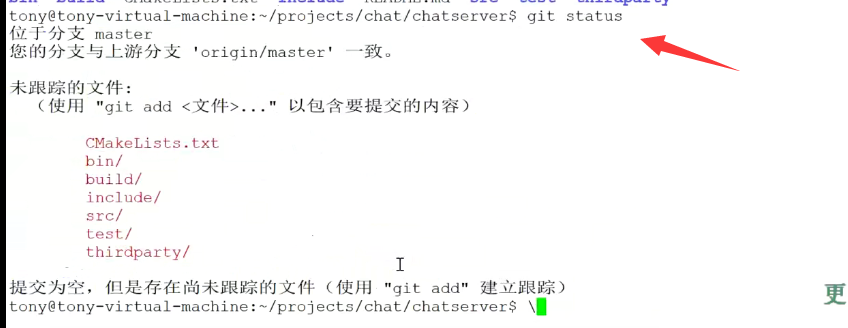 tony@tony-virtual-machine:~/projects/chat/chatserver$ git status
位于分支 master
您的分支与上游分支 'origin/master' 一致。
未跟踪的文件:
（使用 "git add <文件>..." 以包含要提交的内容）
CMakeLists.txt
bin/
build/
include/
src/
test/
thirdparty/
提交为空，但是存在尚未跟踪的文件（使用 "git add" 建立跟踪）
tony@tony-virtual-machine:~/projects/chat/chatserver$ \
更